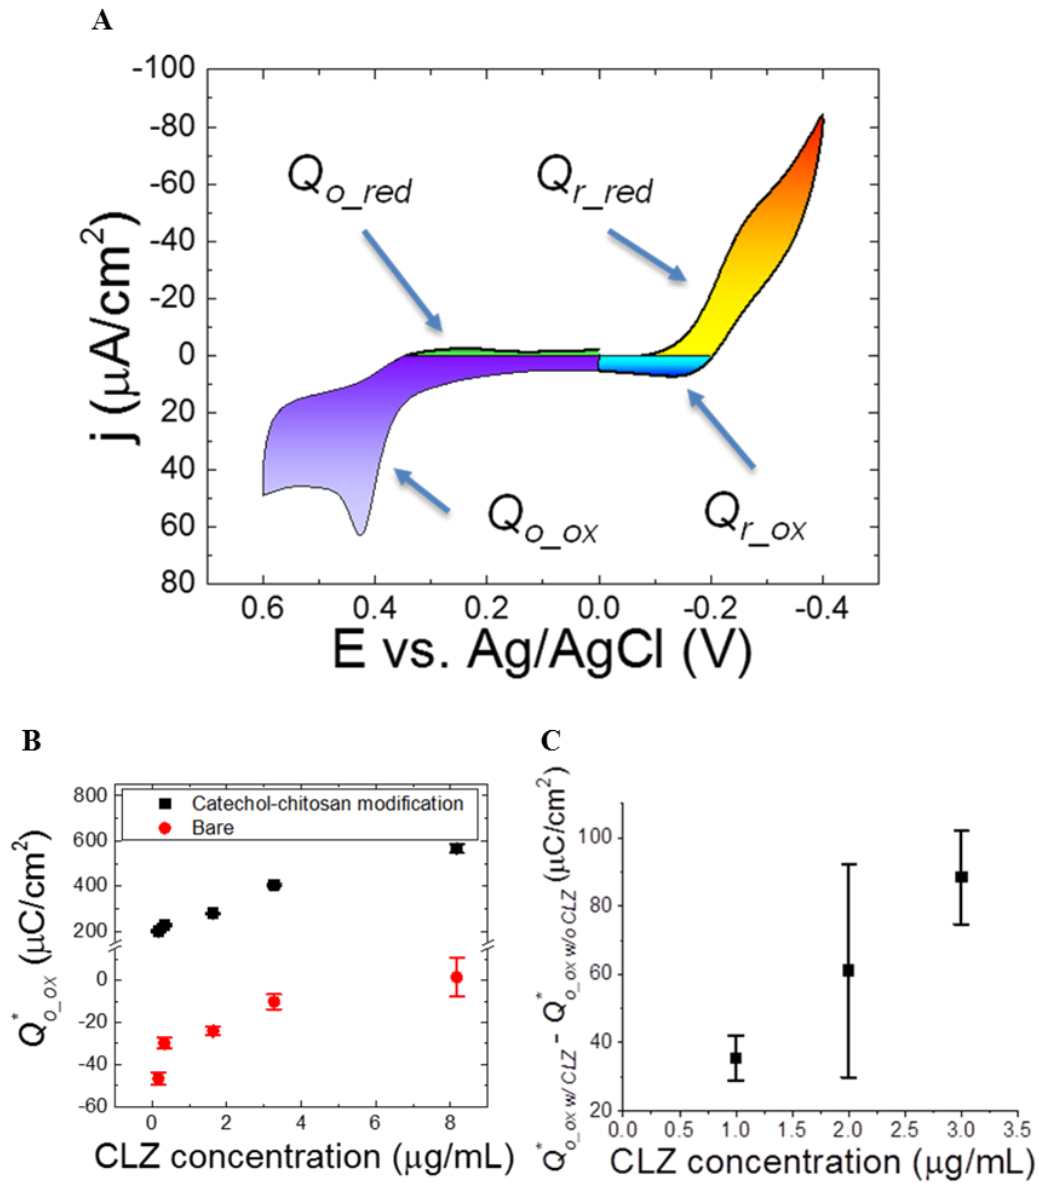 A
-100
-80
-60
-40
-20
0
20
40
60
80
j (μA/cm²)
Q o_red
Q r_red
Q o_ox
Q r_ox
0.6 0.4 0.2 0.0 -0.2 -0.4
E vs. Ag/AgCl (V)
B
800
600
400
200
0
-20
-40
-60
Q*o_ox (μC/cm²)
Catechol-chitosan modification
Bare
0 2 4 6 8
CLZ concentration (μg/mL)
C
100
80
60
40
20
Q*o_ox w/ CLZ - Q*o_ox w/o CLZ (μC/cm²)
0.0 0.5 1.0 1.5 2.0 2.5 3.0 3.5
CLZ concentration (μg/mL)